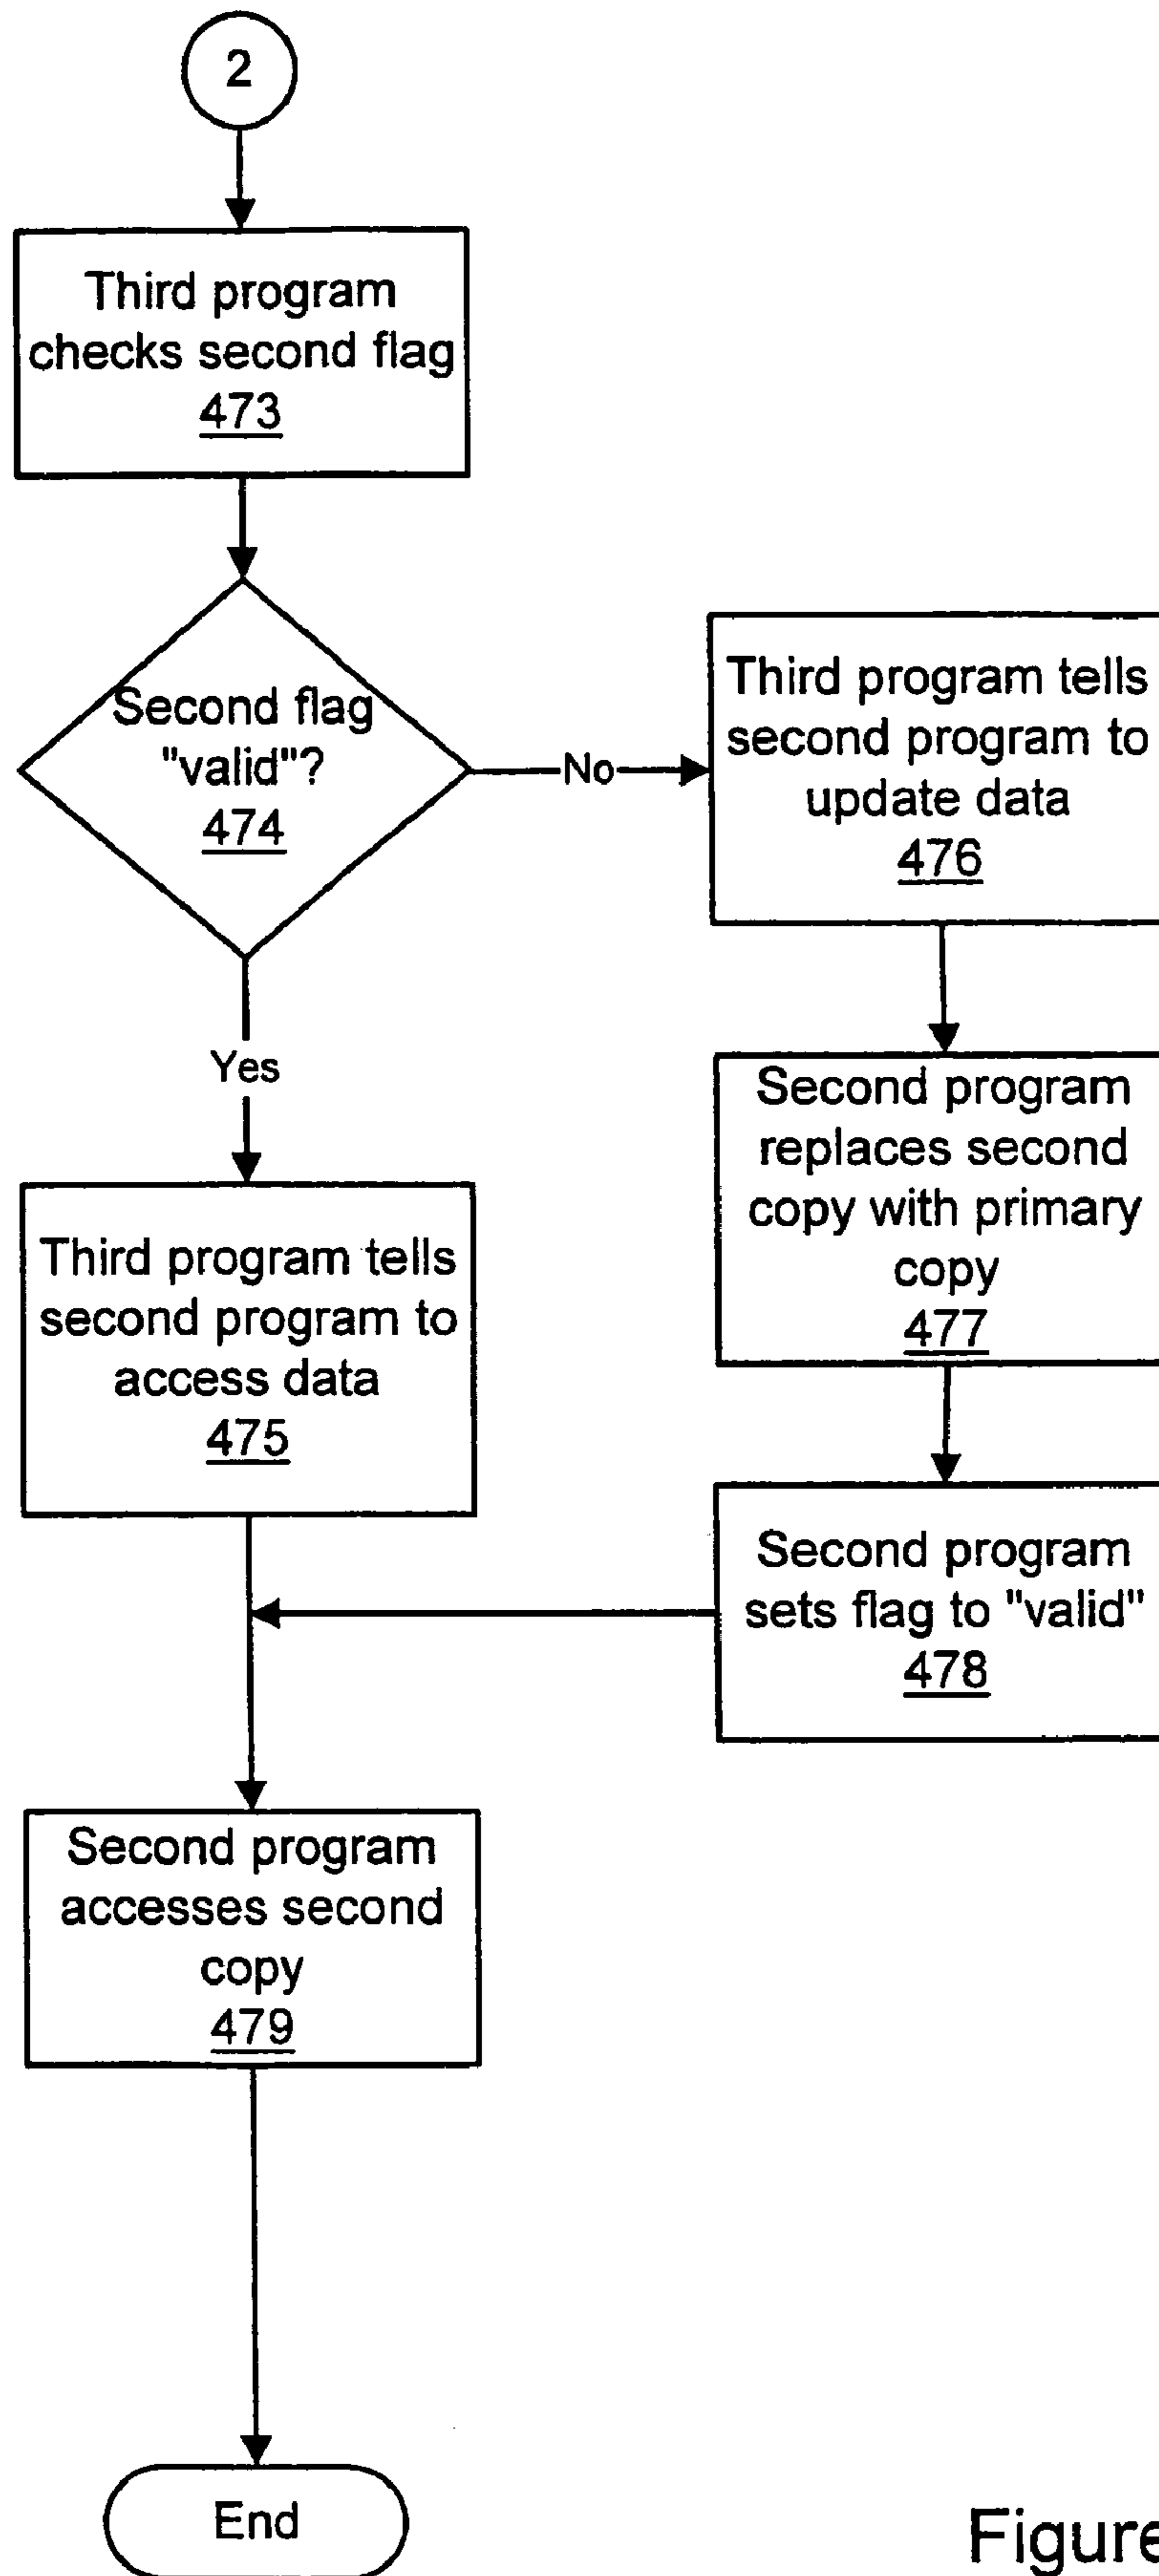 2
Third program
checks second flag
473
Second flag
"valid"?
474
No
Third program tells
second program to
update data
476
Yes
Second program
replaces second
copy with primary
copy
477
Third program tells
second program to
access data
475
Second program
sets flag to "valid"
478
Second program
accesses second
copy
479
End
Figure